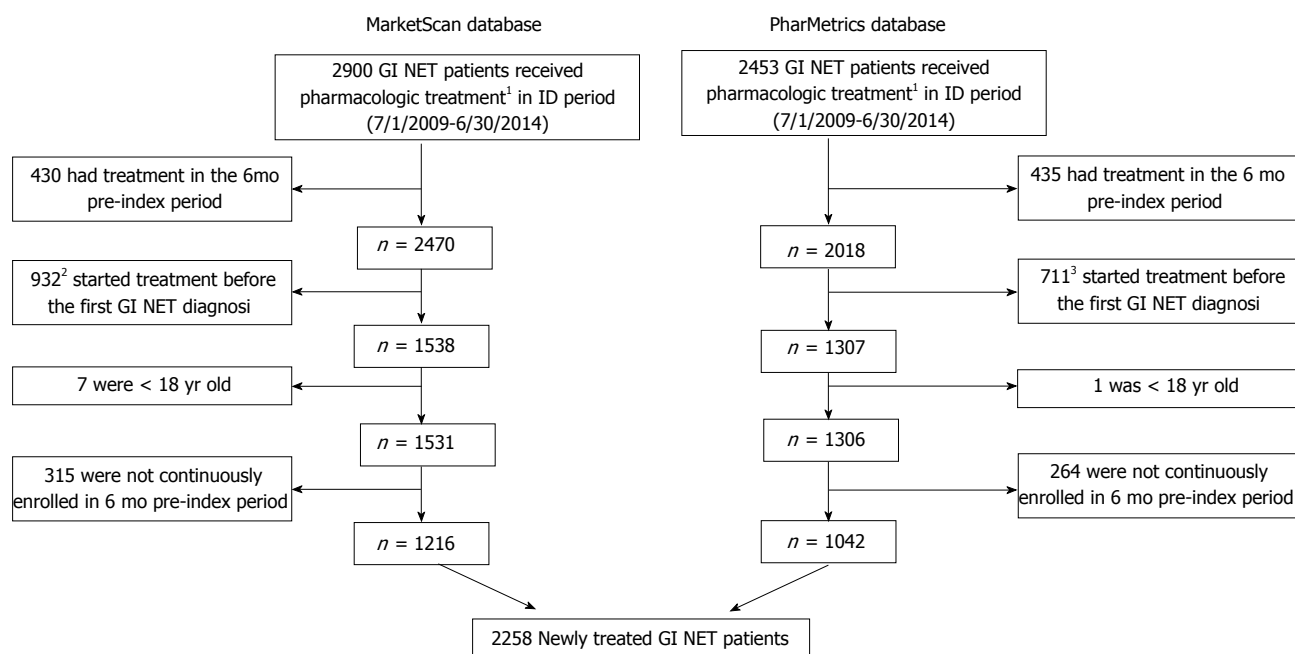 MarketScan database
PharMetrics database
2900 GI NET patients received
pharmacologic treatment¹ in ID period
(7/1/2009-6/30/2014)
2453 GI NET patients received
pharmacologic treatment¹ in ID period
(7/1/2009-6/30/2014)
430 had treatment in the 6mo
pre-index period
435 had treatment in the 6 mo
pre-index period
n = 2470
n = 2018
932² started treatment before
the first GI NET diagnosi
711³ started treatment before
the first GI NET diagnosi
n = 1538
n = 1307
7 were < 18 yr old
1 was < 18 yr old
n = 1531
n = 1306
315 were not continuously
enrolled in 6 mo pre-index period
264 were not continuously
enrolled in 6 mo pre-index period
n = 1216
n = 1042
2258 Newly treated GI NET patients